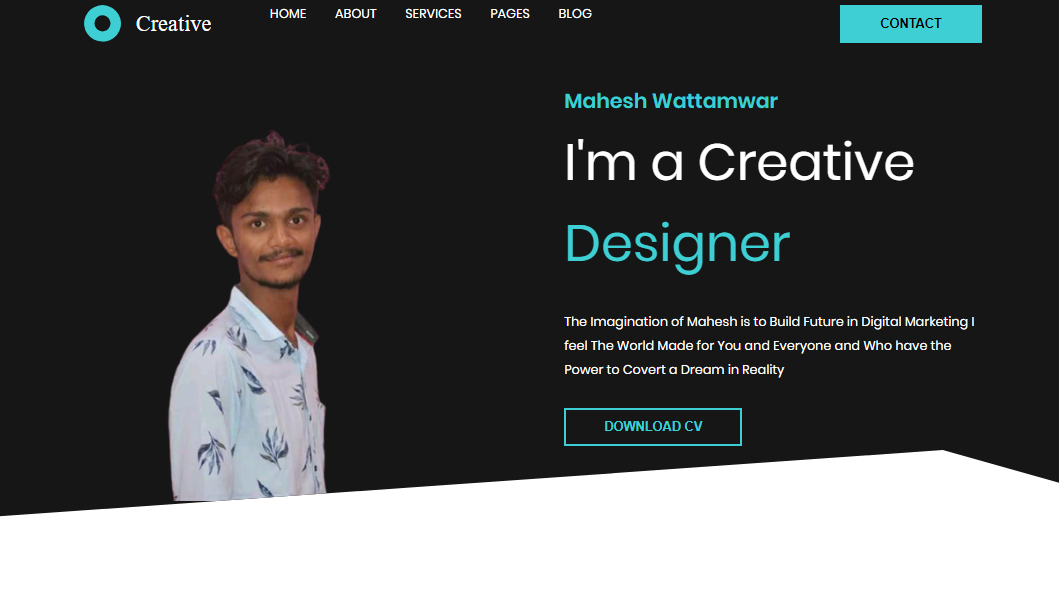 Creative
HOME ABOUT SERVICES PAGES BLOG
CONTACT
Mahesh Wattamwar
I'm a Creative
Designer
The Imagination of Mahesh is to Build Future in Digital Marketing I
feel The World Made for You and Everyone and Who have the
Power to Covert a Dream in Reality
DOWNLOAD CV